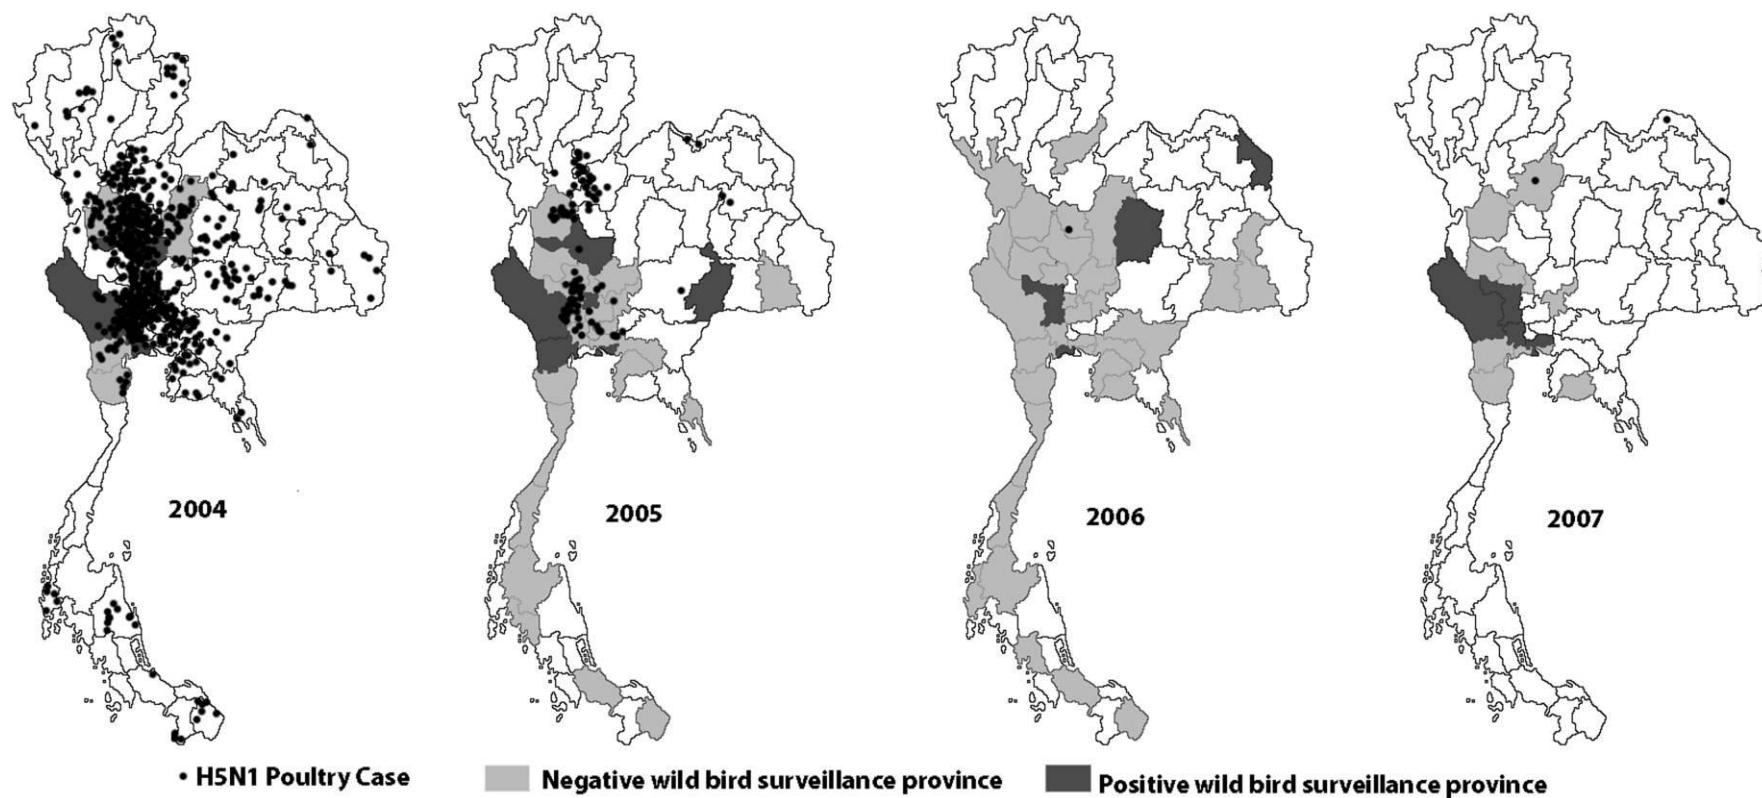 2004
2005
2006
2007
H5N1 Poultry Case
Negative wild bird surveillance province
Positive wild bird surveillance province